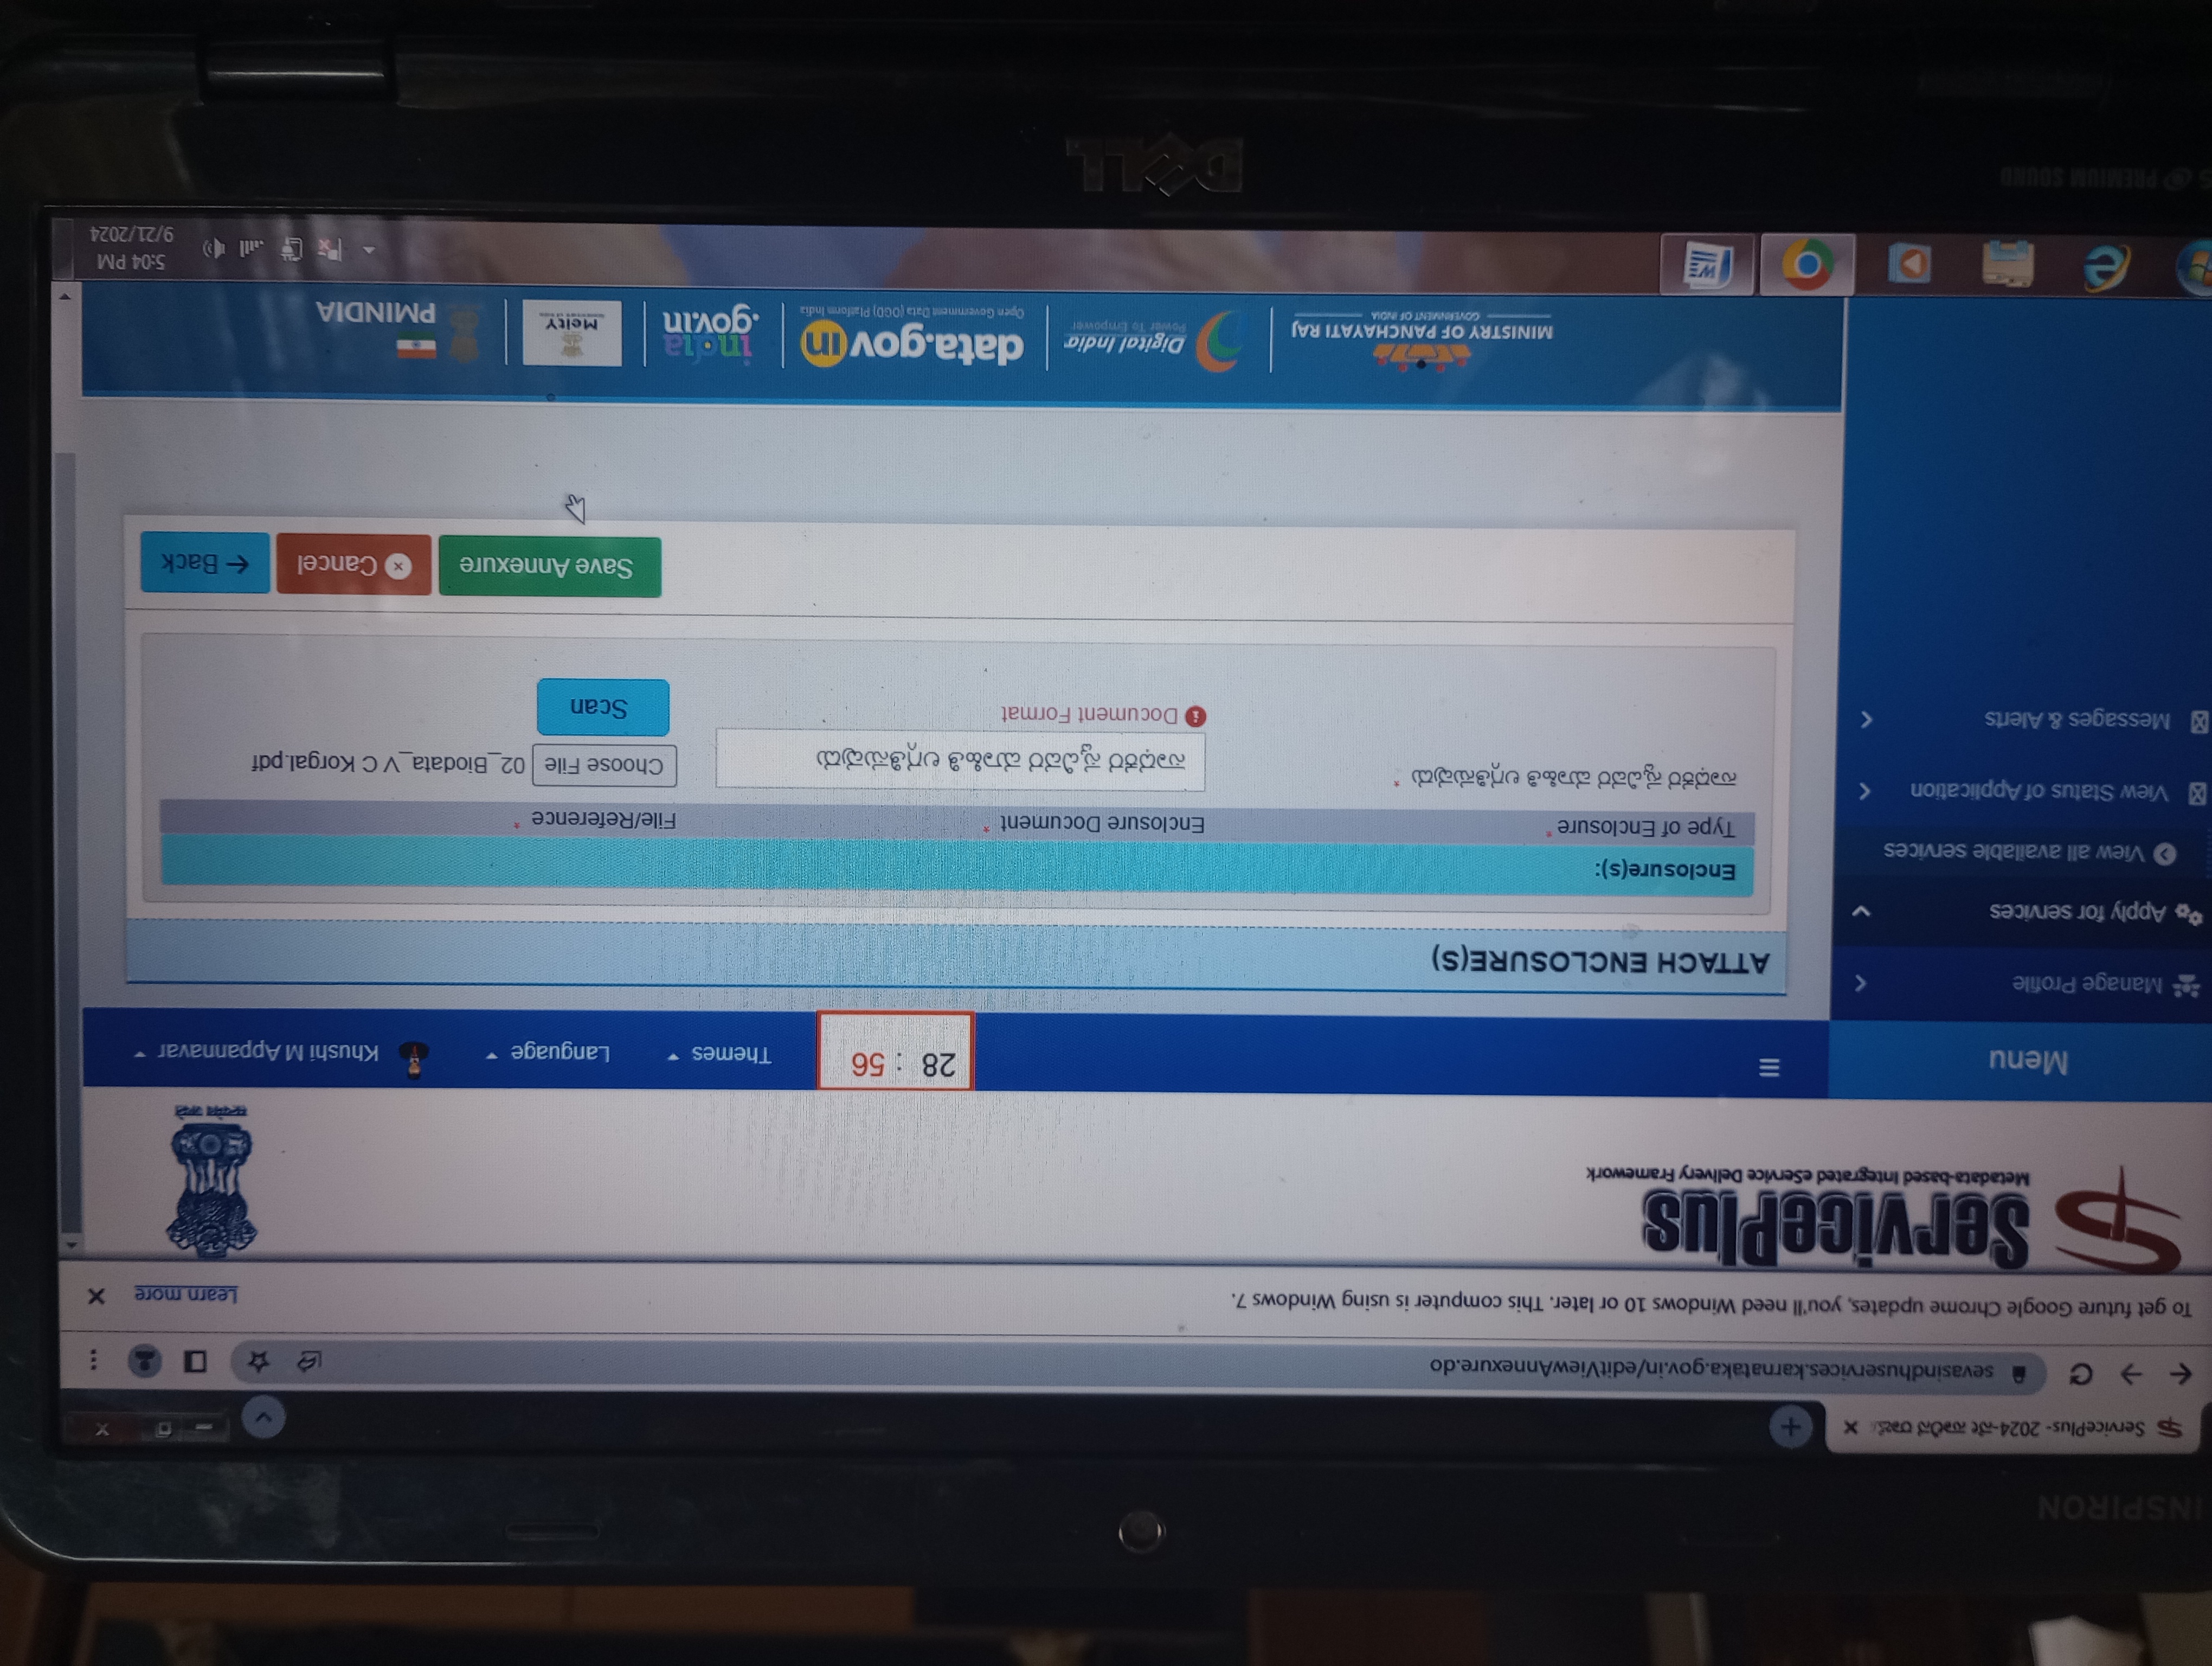 INSPIRON
ServicePlus- 2024-ನೇ ಸಾಲಿನ ರಾಜ್ಯ
sevasindhuservices.karnataka.gov.in/editViewAnnexure.do
To get future Google Chrome updates, you'll need Windows 10 or later. This computer is using Windows 7.
Learn more
ServicePlus
Metadata-based Integrated eService Delivery Framework
सत्यमेव जयते
Menu
28 : 56
Themes
Language
Khushi M Appannavar
Manage Profile
Apply for services
View all available services
View Status of Application
Messages & Alerts
ATTACH ENCLOSURE(S)
Enclosure(s):
Type of Enclosure *
Enclosure Document *
File/Reference *
ಸಾಧಕರ ಸ್ವವಿವರ ಮಾಹಿತಿ ಲಗ್ಗತಿಸುವುದು *
ಸಾಧಕರ ಸ್ವವಿವರ ಮಾಹಿತಿ ಲಗ್ಗತಿಸುವುದು
Choose File 02_Biodata_V C Korgal.pdf
Document Format
Scan
Save Annexure
Cancel
Back
MINISTRY OF PANCHAYATI RAJ
GOVERNMENT OF INDIA
Digital India
Power To Empower
data.gov in
Open Government Data (OGD) Platform India
india
.gov.in
MeitY
PMINDIA
5:04 PM
9/21/2024
PREMIUM SOUND
DELL